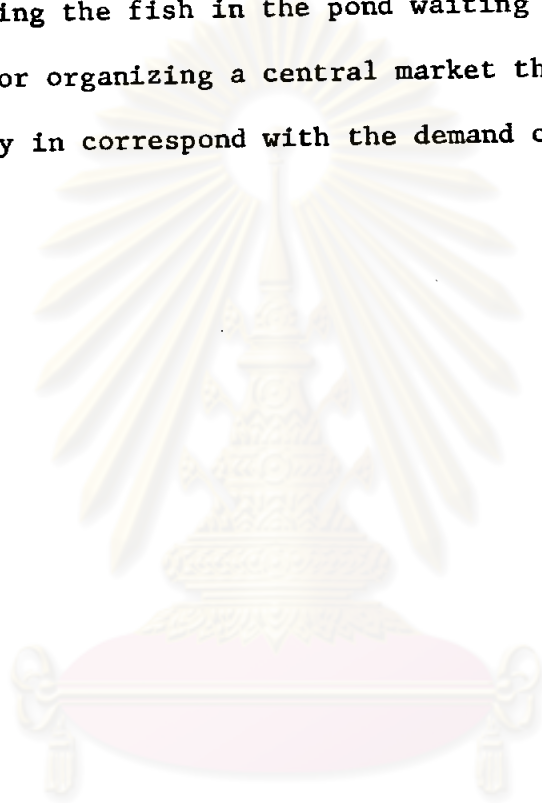 ing the fish in the pond waiting
or organizing a central market th
y in correspond with the demand